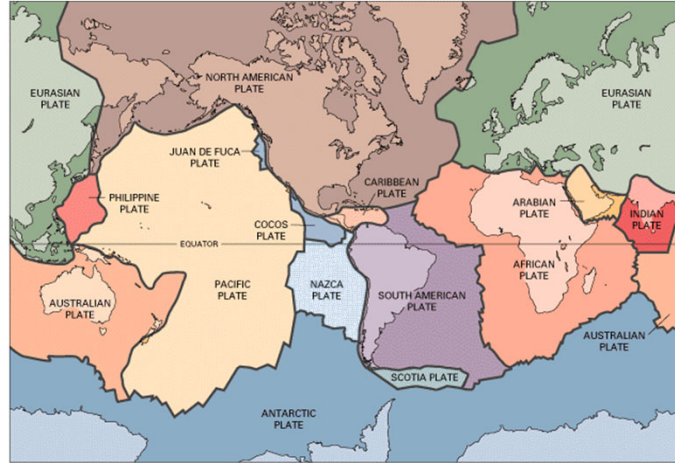 NORTH AMERICAN
PLATE
EURASIAN
PLATE
EURASIAN
PLATE
JUAN DE FUCA
PLATE
CARIBBEAN
PLATE
PHILIPPINE
PLATE
ARABIAN
PLATE
INDIAN
PLATE
COCOS
PLATE
EQUATOR
AFRICAN
PLATE
PACIFIC
PLATE
NAZCA
PLATE
SOUTH AMERICAN
PLATE
AUSTRALIAN
PLATE
AUSTRALIAN
PLATE
SCOTIA PLATE
ANTARCTIC
PLATE